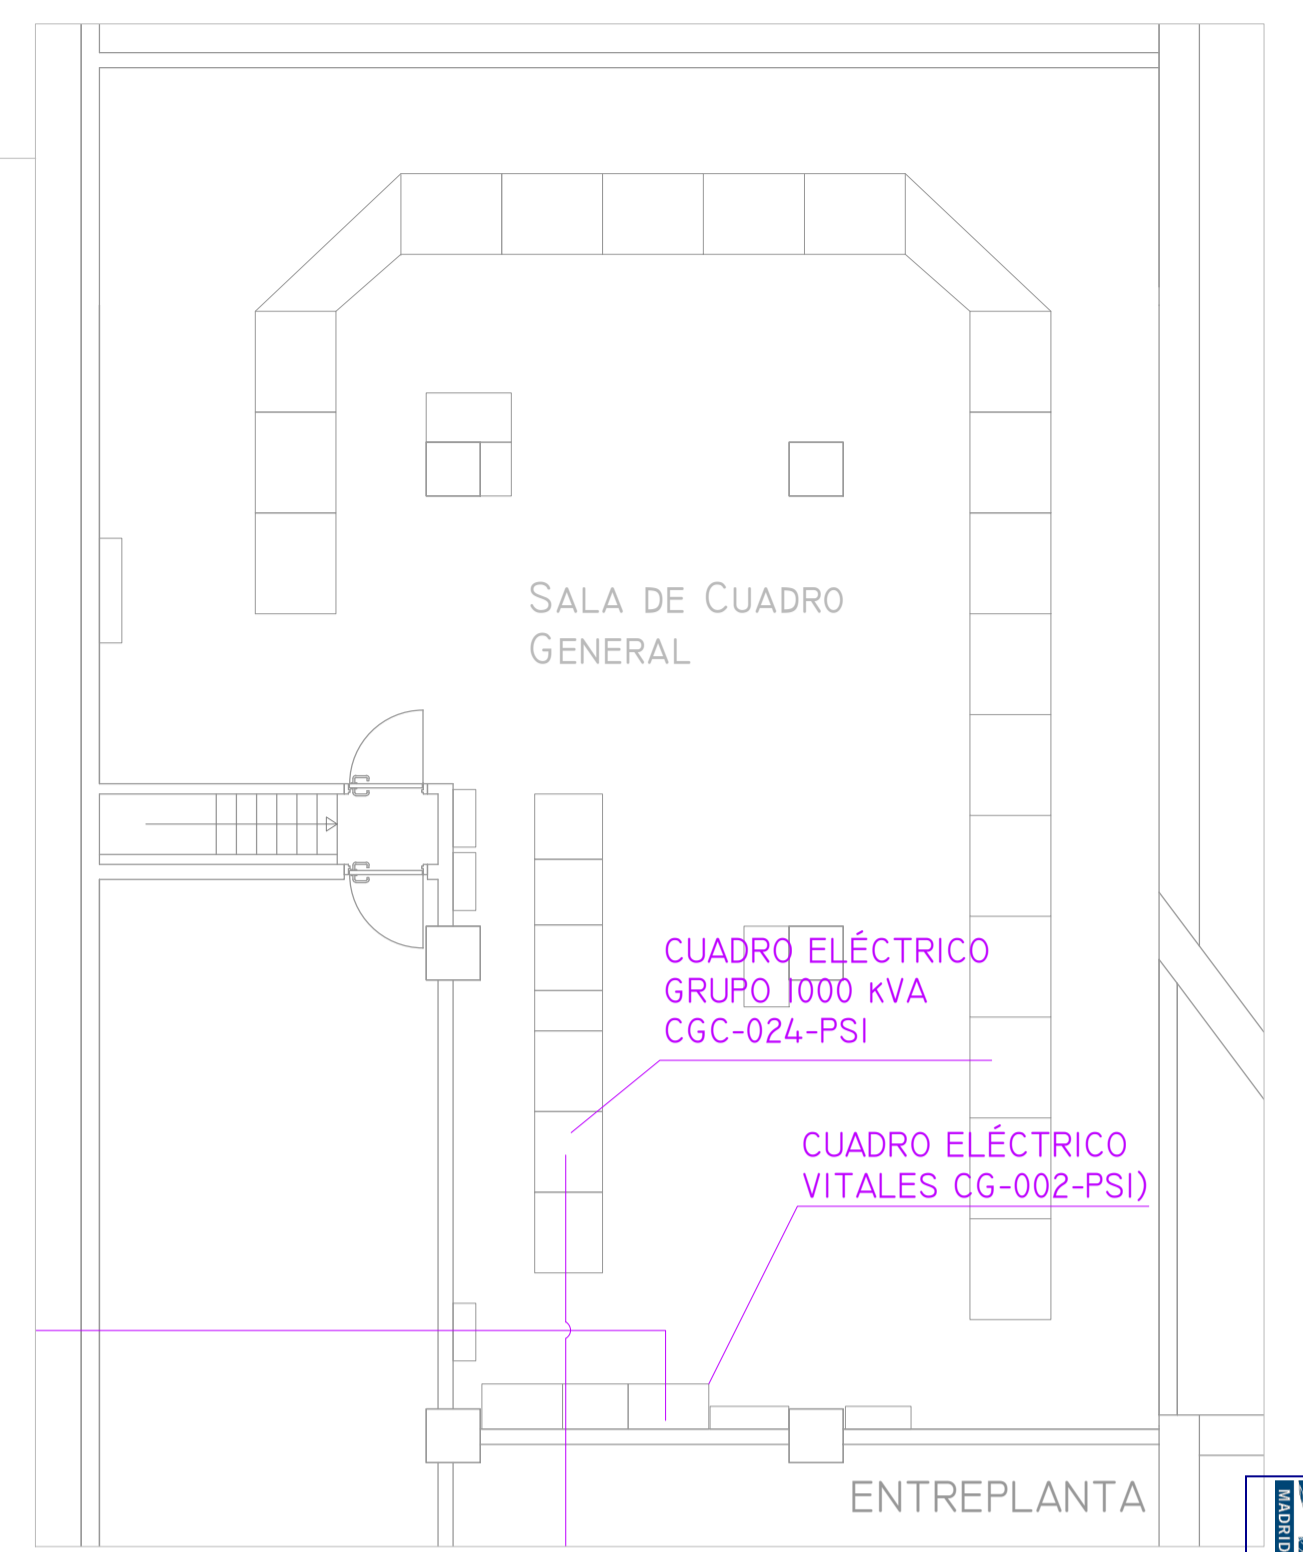 SALA DE CUADRO
GENERAL
CUADRO ELÉCTRICO
GRUPO 1000 KVA
CGC-024-PSI
CUADRO ELÉCTRICO
VITALES CG-002-PSI)
ENTREPLANTA
MADRID